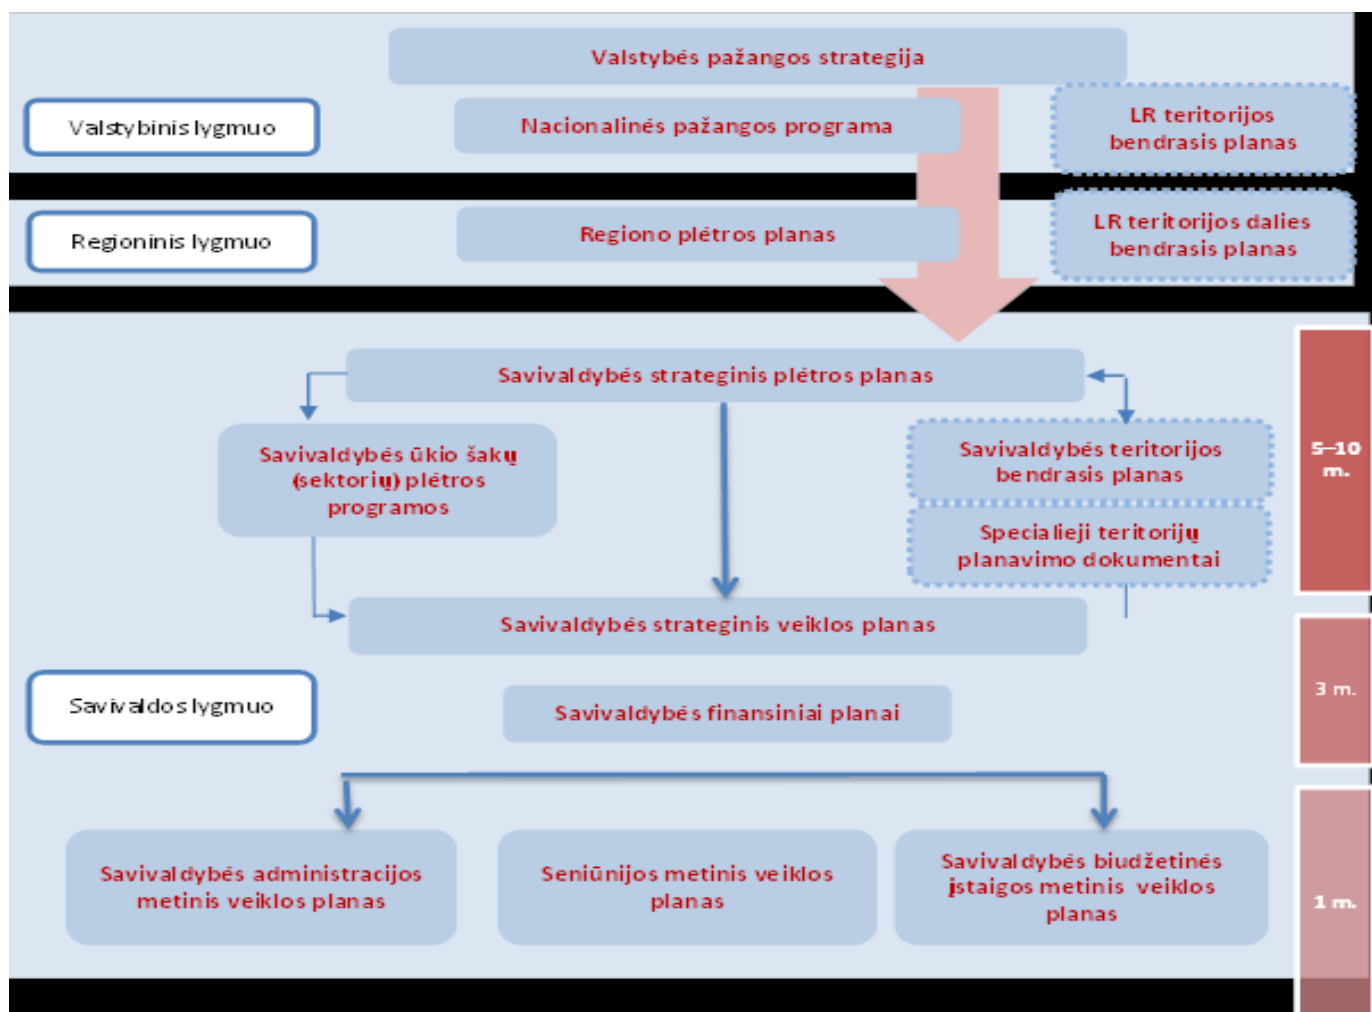 Valstybės pažangos strategija
Valstybinis lygmuo
Nacionalinės pažangos programa
LR teritorijos
bendrasis planas
Regioninis lygmuo
Regiono plėtros planas
LR teritorijos dalies
bendrasis planas
Savivaldybės strateginis plėtros planas
Savivaldybės ūkio šakų
(sektorių) plėtros
programos
Savivaldybės teritorijos
bendrasis planas
Specialieji teritorijų
planavimo dokumentai
5–10
m.
Savivaldybės strateginis veiklos planas
Savivaldos lygmuo
Savivaldybės finansiniai planai
3 m.
Savivaldybės administracijos
metinis veiklos planas
Seniūnijos metinis veiklos
planas
Savivaldybės biudžetinės
įstaigos metinis veiklos
planas
1 m.